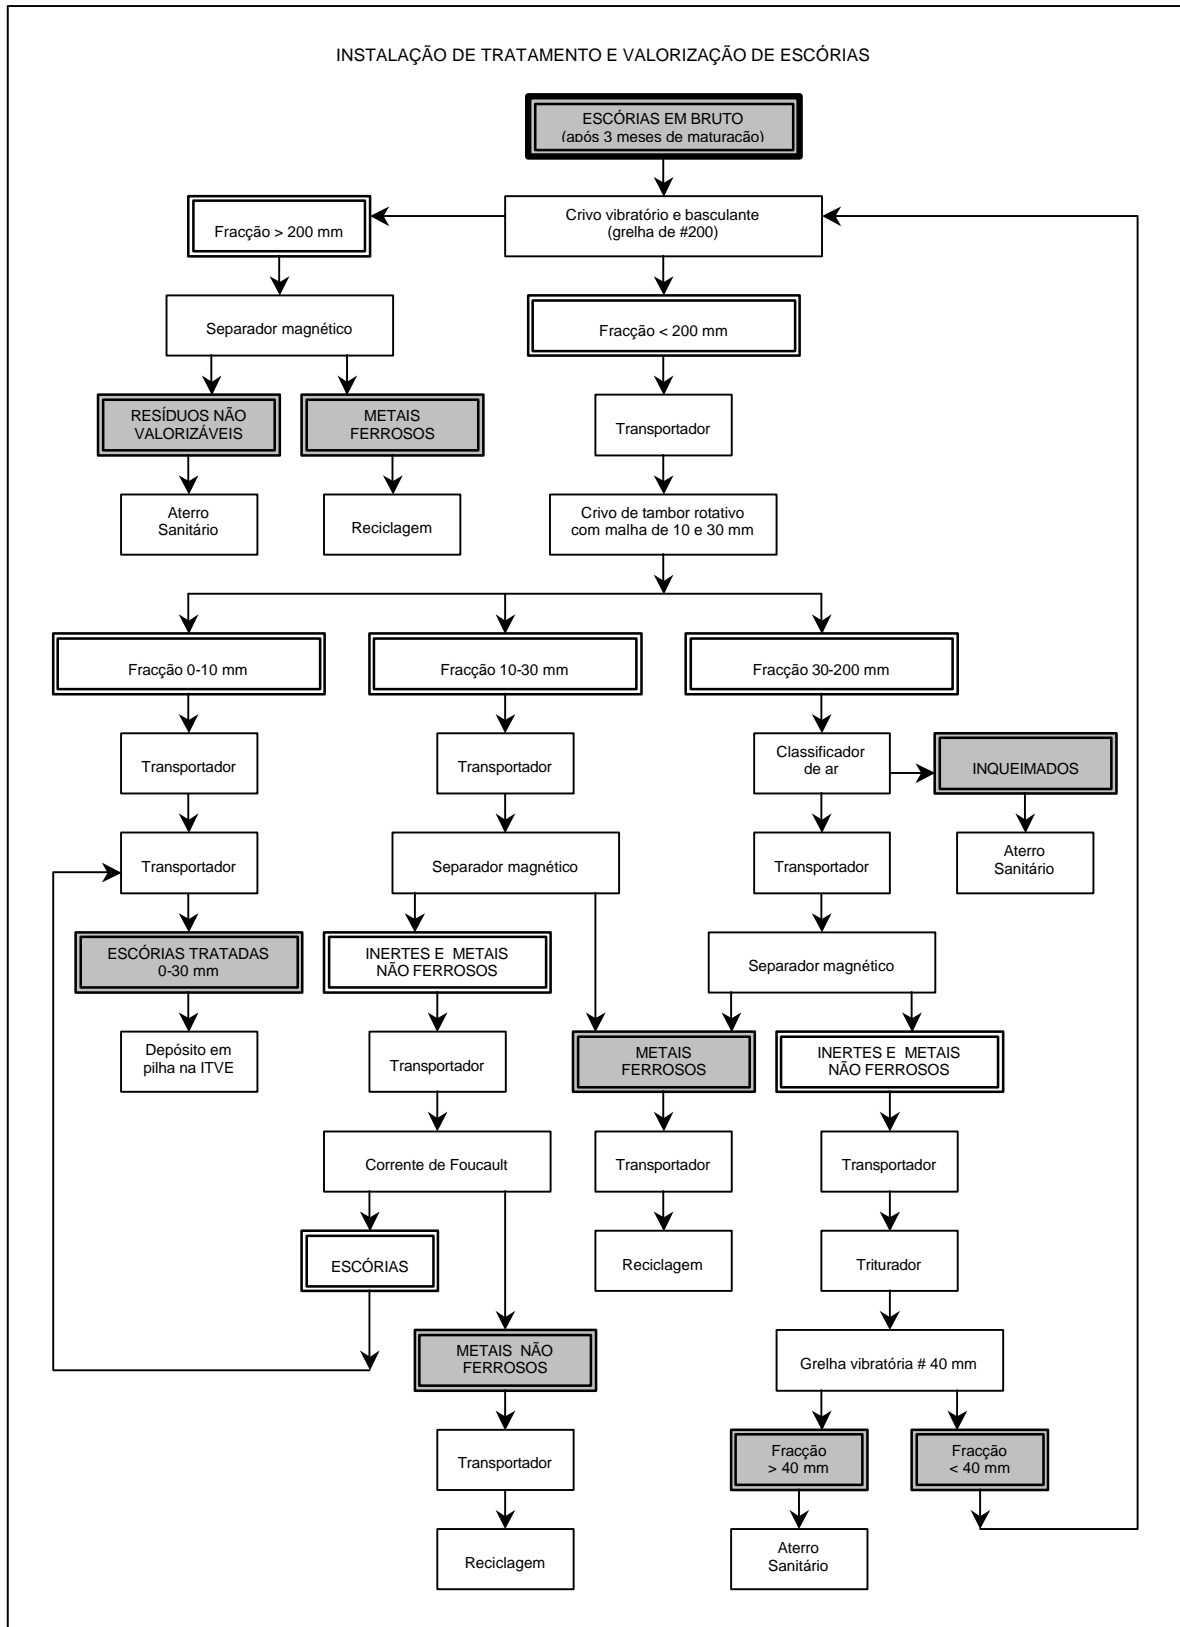 INSTALAÇÃO DE TRATAMENTO E VALORIZAÇÃO DE ESCÓRIAS
ESCÓRIAS EM BRUTO
(após 3 meses de maturação)
Fracção > 200 mm
Crivo vibratório e basculante
(grelha de #200)
Separador magnético
Fracção < 200 mm
RESÍDUOS NÃO
VALORIZÁVEIS
METAIS
FERROSOS
Transportador
Aterro
Sanitário
Reciclagem
Crivo de tambor rotativo
com malha de 10 e 30 mm
Fracção 0-10 mm
Fracção 10-30 mm
Fracção 30-200 mm
Transportador
Transportador
Classificador
de ar
INQUEIMADOS
Transportador
Separador magnético
Transportador
Aterro
Sanitário
ESCÓRIAS TRATADAS
0-30 mm
INERTES E METAIS
NÃO FERROSOS
Separador magnético
Depósito em
pilha na ITVE
Transportador
METAIS
FERROSOS
INERTES E METAIS
NÃO FERROSOS
Corrente de Foucault
Transportador
Transportador
ESCÓRIAS
Reciclagem
Triturador
METAIS NÃO
FERROSOS
Grelha vibratória # 40 mm
Transportador
Fracção
> 40 mm
Fracção
< 40 mm
Reciclagem
Aterro
Sanitário